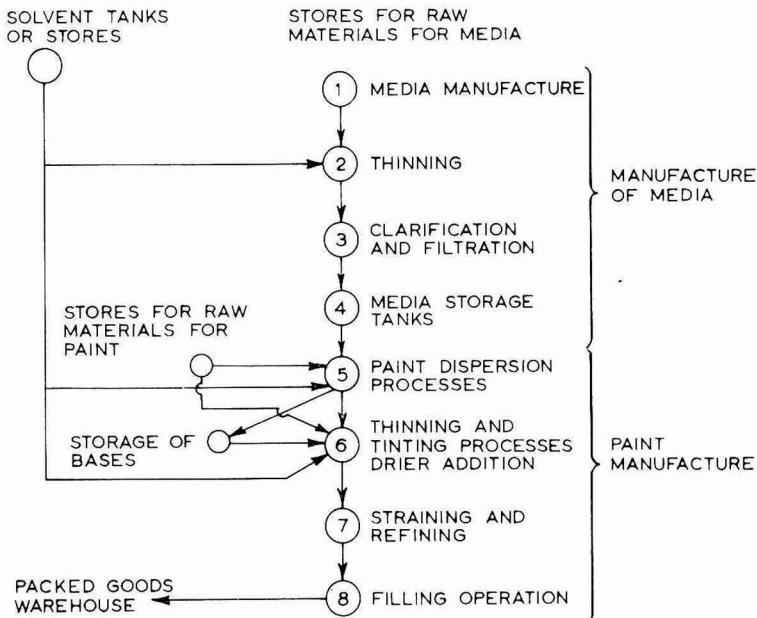 SOLVENT TANKS
OR STORES
STORES FOR RAW
MATERIALS FOR MEDIA
1 MEDIA MANUFACTURE
2 THINNING
3 CLARIFICATION
AND FILTRATION
4 MEDIA STORAGE
TANKS
MANUFACTURE
OF MEDIA
STORES FOR RAW
MATERIALS FOR
PAINT
5 PAINT DISPERSION
PROCESSES
STORAGE OF
BASES
6 THINNING AND
TINTING PROCESSES
DRIER ADDITION
PAINT
MANUFACTURE
7 STRAINING AND
REFINING
PACKED GOODS
WAREHOUSE
8 FILLING OPERATION